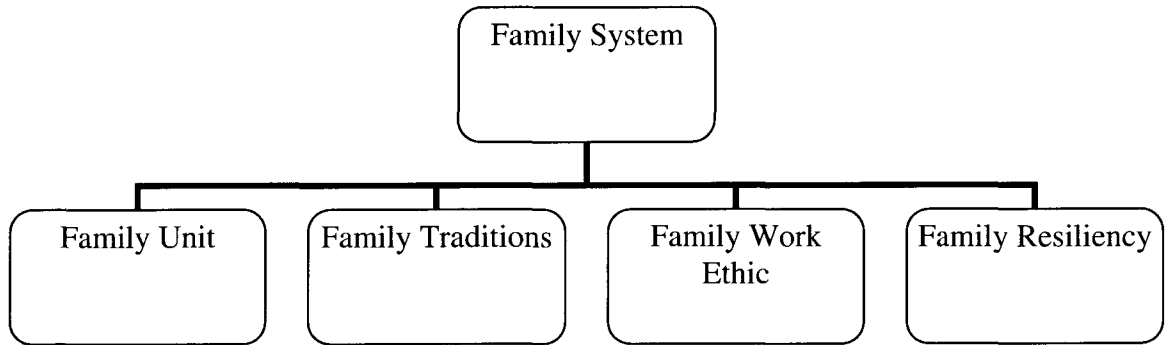 Family System
Family Unit
Family Traditions
Family Work
Ethic
Family Resiliency